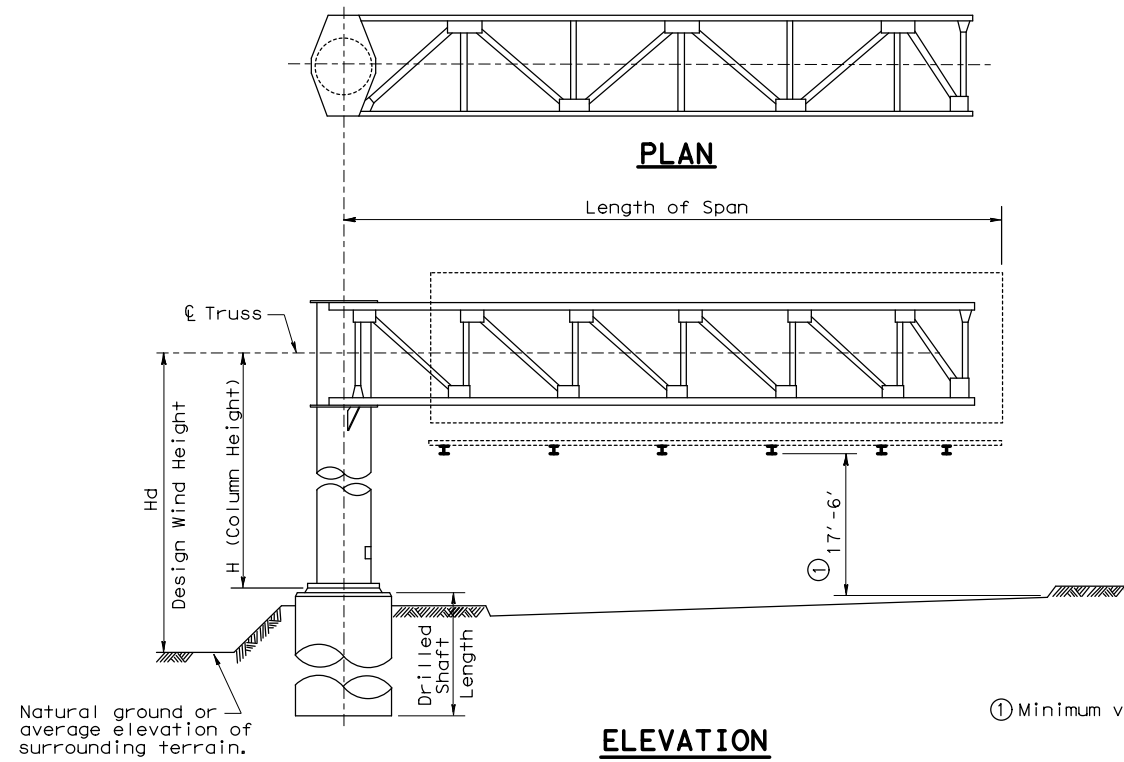 PLAN
Length of Span
℄ Truss
Hd
Design Wind Height
H (Column Height)
① 17'-6'
Drilled
Shaft
Length
Natural ground or
average elevation of
surrounding terrain.
① Minimum v
ELEVATION